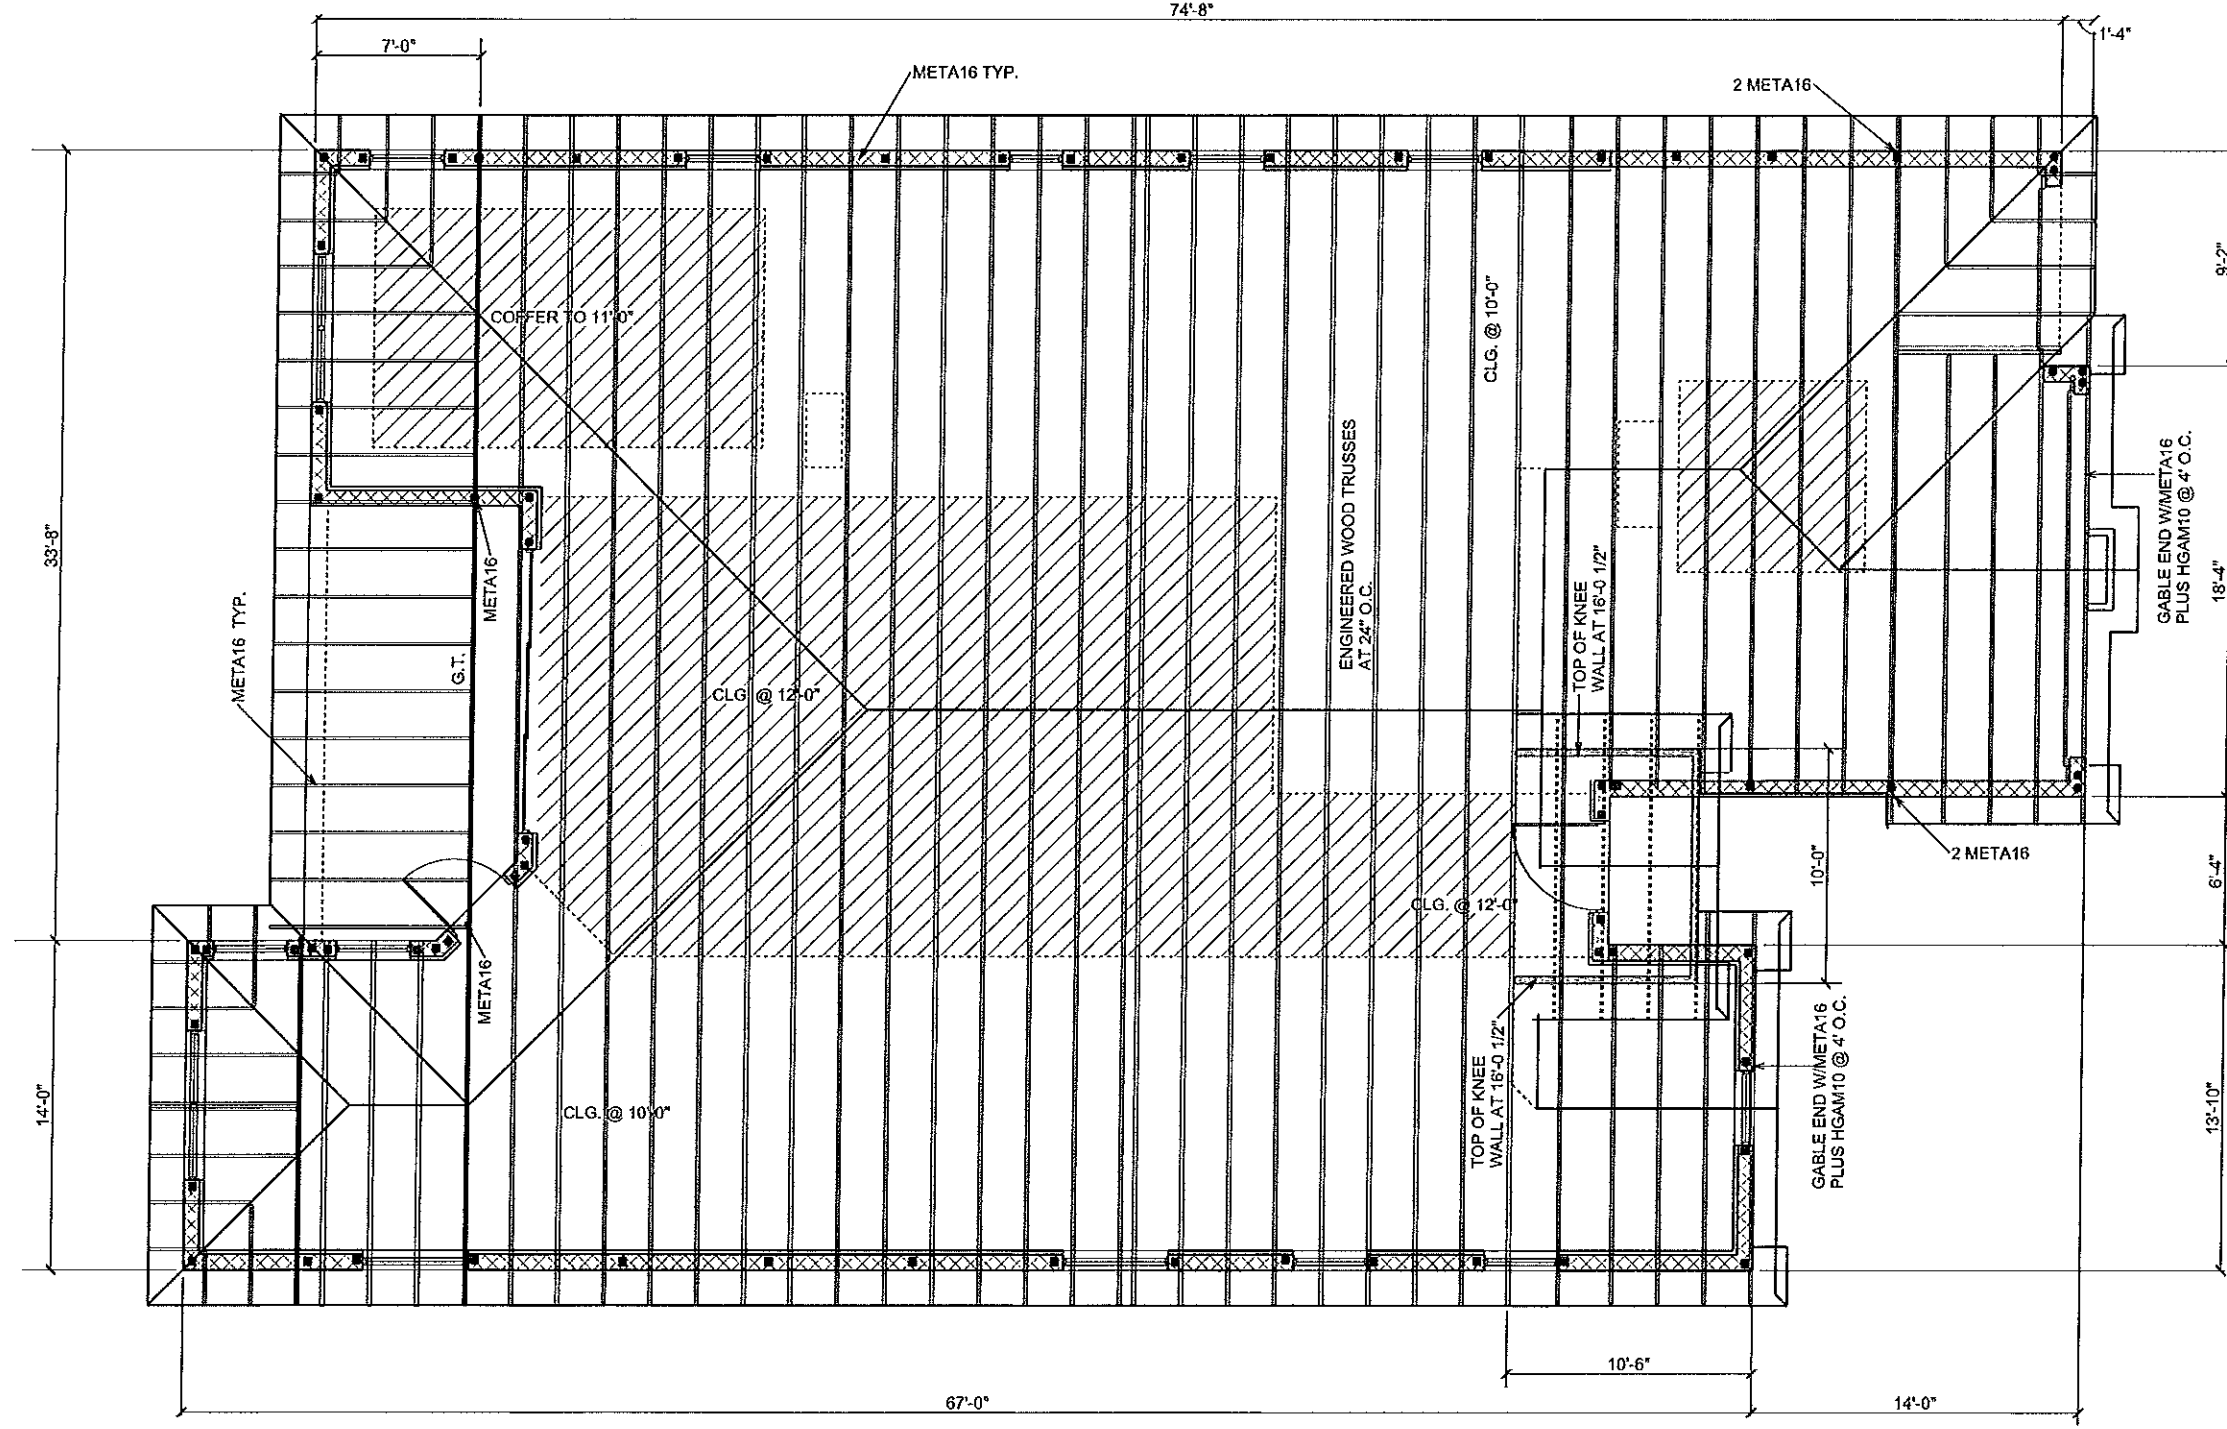 74'-8"
1'-4"
7'-0"
META16 TYP.
2 META16
9'-2"
COFFER TO 11'0"
CLG. @ 10'-0"
ENGINEERED WOOD TRUSSES
AT 24" O.C.
GABLE END W/META16
PLUS HGAM10 @ 4' O.C.
33'-8"
META16
META16 TYP.
G.T.
TOP OF KNEE
WALL AT 16'-0 1/2"
18'-4"
CLG @ 12'-0"
2 META16
10'-0"
6'-4"
CLG. @ 12'-0"
META16
TOP OF KNEE
WALL AT 16'-0 1/2"
GABLE END W/META16
PLUS HGAM10 @ 4' O.C.
14'-0"
CLG. @ 10'0"
13'-10"
10'-6"
67'-0"
14'-0"